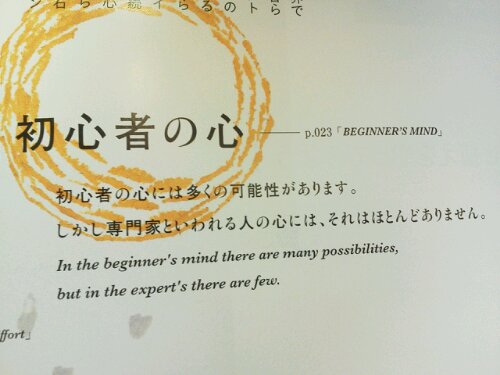 初心者の心
p.023「BEGINNER'S MIND」
初心者の心には多くの可能性があります。
しかし専門家といわれる人の心には、それはほとんどありません。
In the beginner's mind there are many possibilities,
but in the expert's there are few.
ffort」